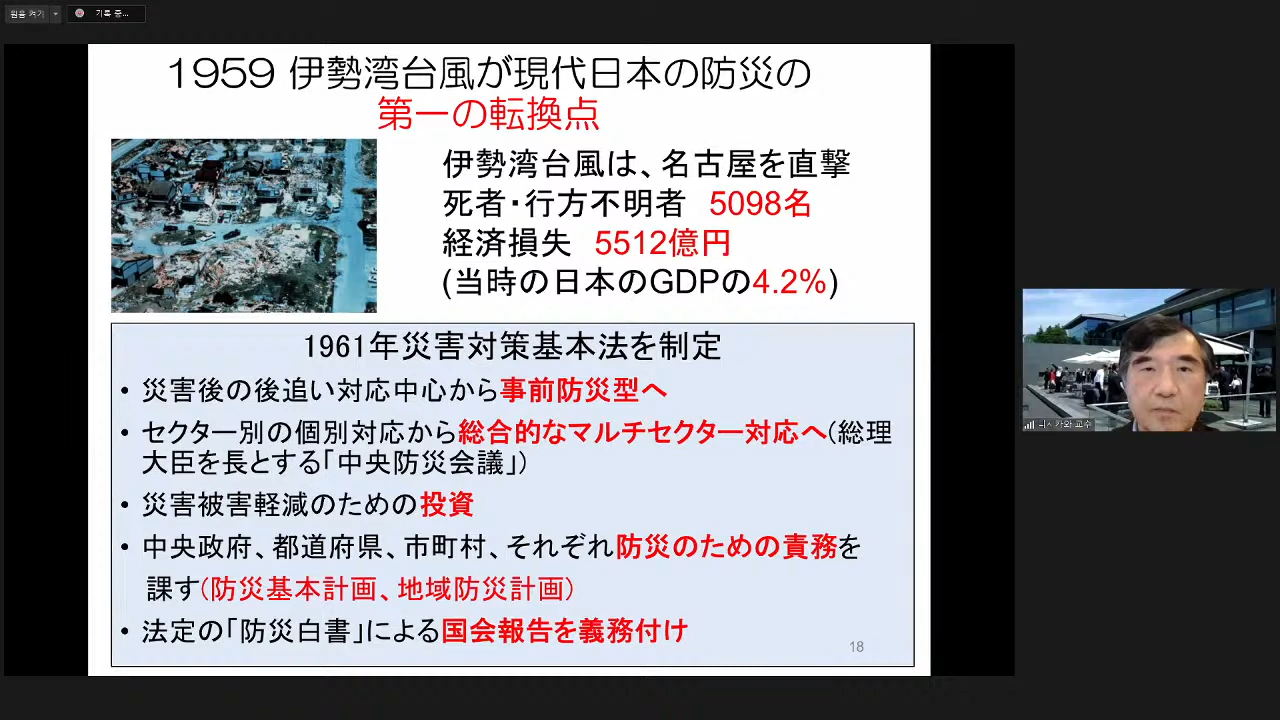 원음 켜기
기록 중...
1959 伊勢湾台風が現代日本の防災の
第一の転換点
伊勢湾台風は、名古屋を直撃
死者・行方不明者 5098名
経済損失 5512億円
(当時の日本のGDPの4.2%)
1961年災害対策基本法を制定
• 災害後の後追い対応中心から事前防災型へ
• セクター別の個別対応から総合的なマルチセクター対応へ(総理
大臣を長とする「中央防災会議」)
• 災害被害軽減のための投資
• 中央政府、都道府県、市町村、それぞれ防災のための責務を
課す(防災基本計画、地域防災計画)
• 法定の「防災白書」による国会報告を義務付け
18
교수